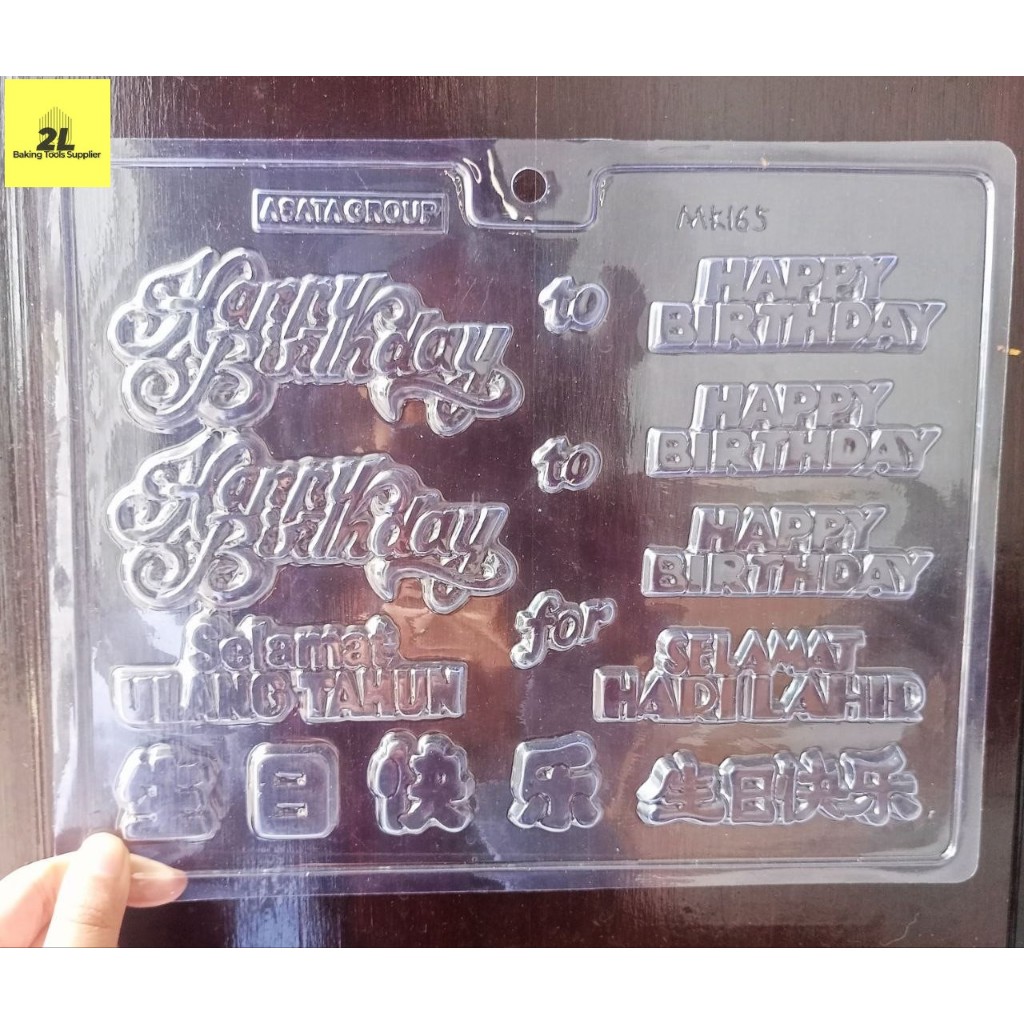 2L
Baking Tools Supplier
ASATAGROUP
MK165
Happy
Birthday
to
HAPPY
BIRTHDAY
HAPPY
BIRTHDAY
Happy
Birthday
to
HAPPY
BIRTHDAY
Selamat
ULANG TAHUN
for
SELAMAT
HARI LAHIR
生日快乐
生日快乐